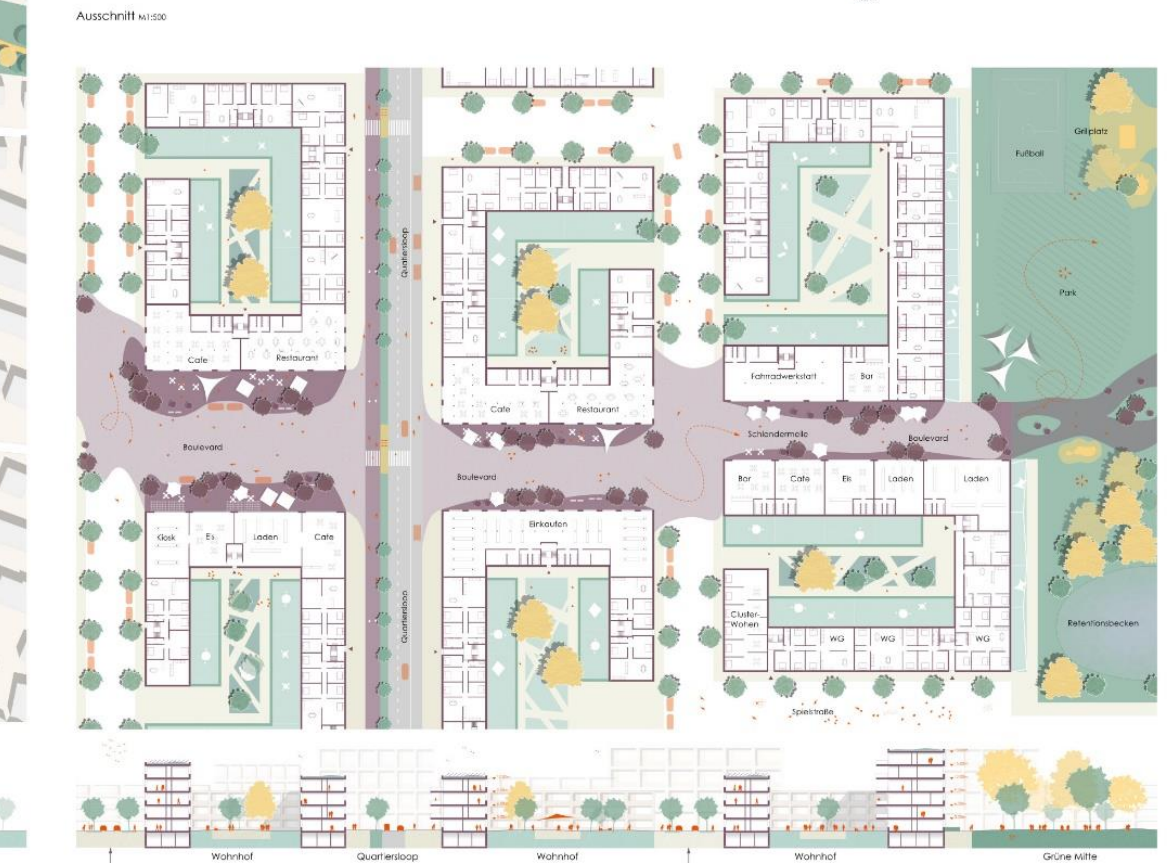 Ausschnitt M1:500
Grillplatz
Fußball
Quartiersloop
Park
Cafe
Restaurant
Fahrradwerkstatt
Bar
Cafe
Restaurant
Schlendermeile
Boulevard
Boulevard
Boulevard
Bar
Cafe
Eis
Laden
Laden
Einkaufen
Kiosk
Eis
Laden
Cafe
Quartiersloop
Cluster-
Wohen
WG
WG
WG
Retentionsbecken
Spielstraße
Wohnhof
Quartiersloop
Wohnhof
Wohnhof
Grüne Mitte